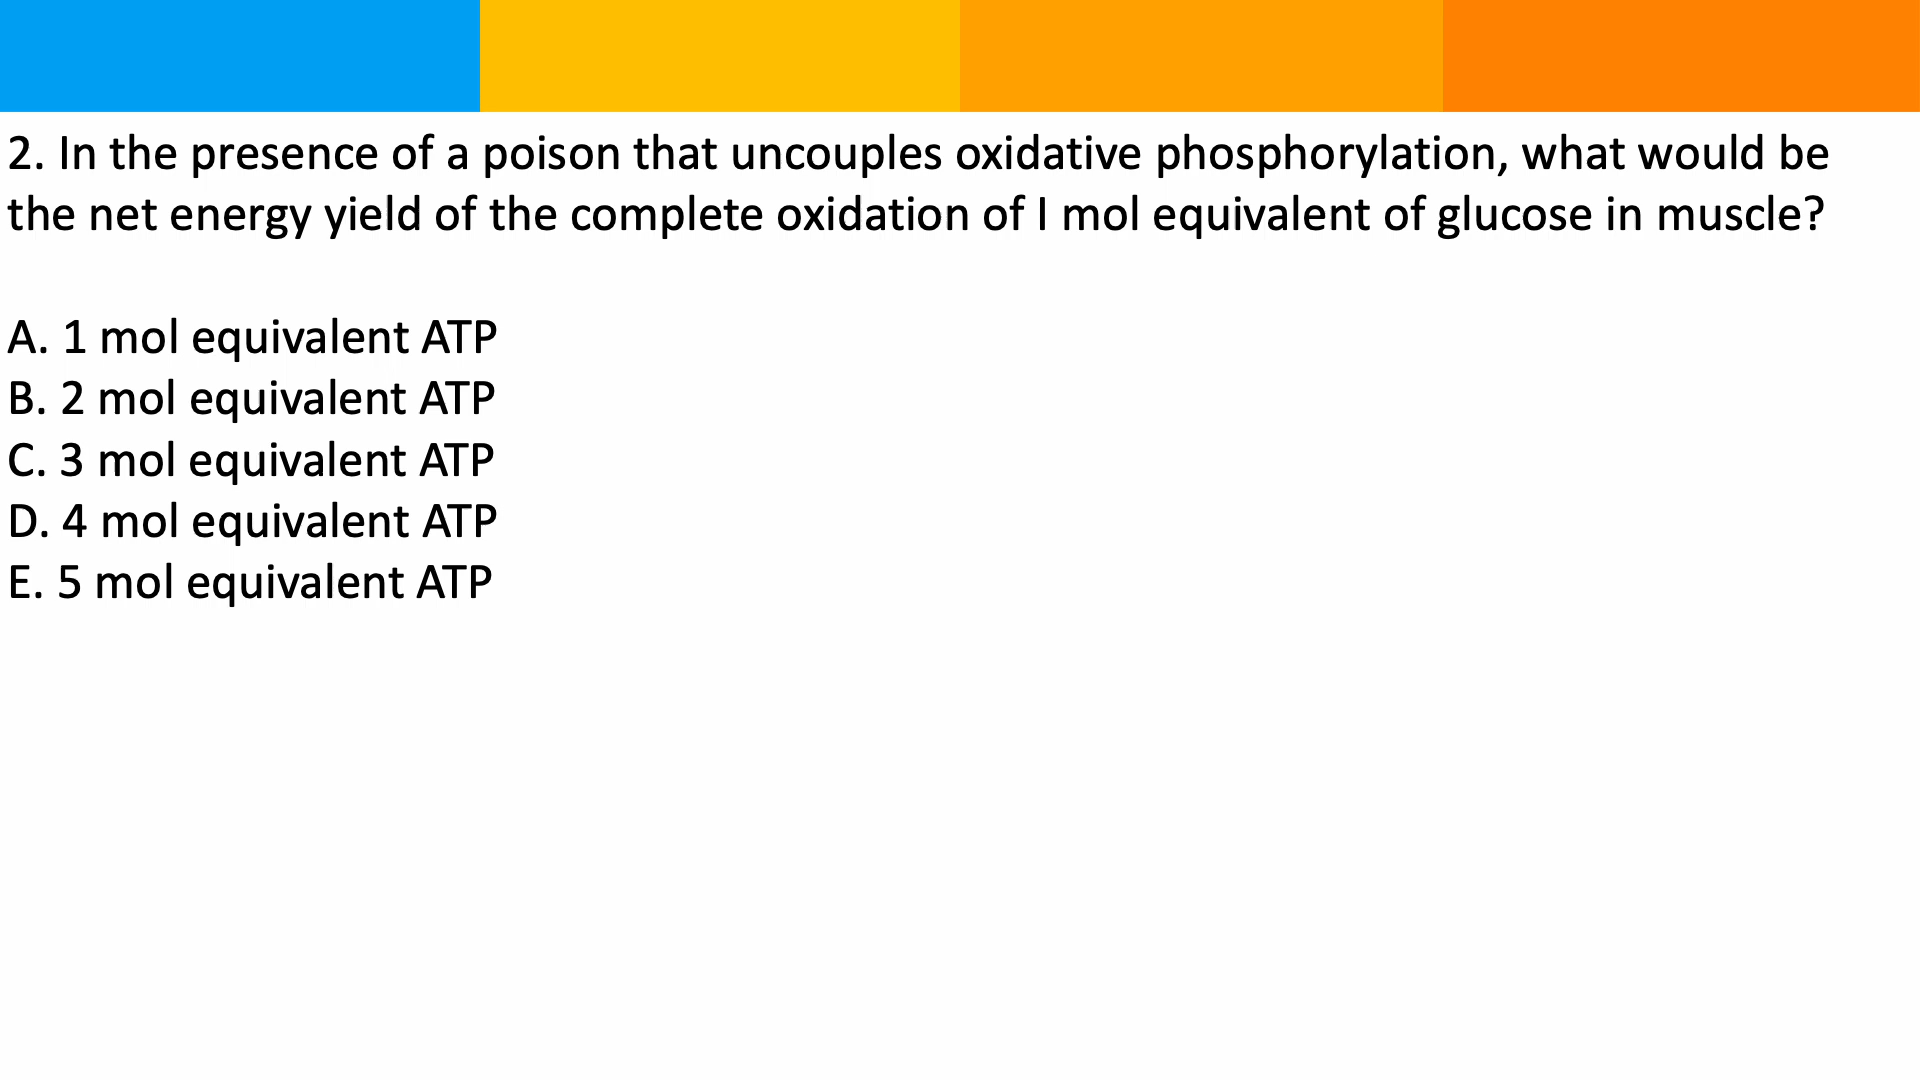 2. In the presence of a poison that uncouples oxidative phosphorylation, what would be
the net energy yield of the complete oxidation of I mol equivalent of glucose in muscle?
A. 1 mol equivalent ATP
B. 2 mol equivalent ATP
C. 3 mol equivalent ATP
D. 4 mol equivalent ATP
E. 5 mol equivalent ATP